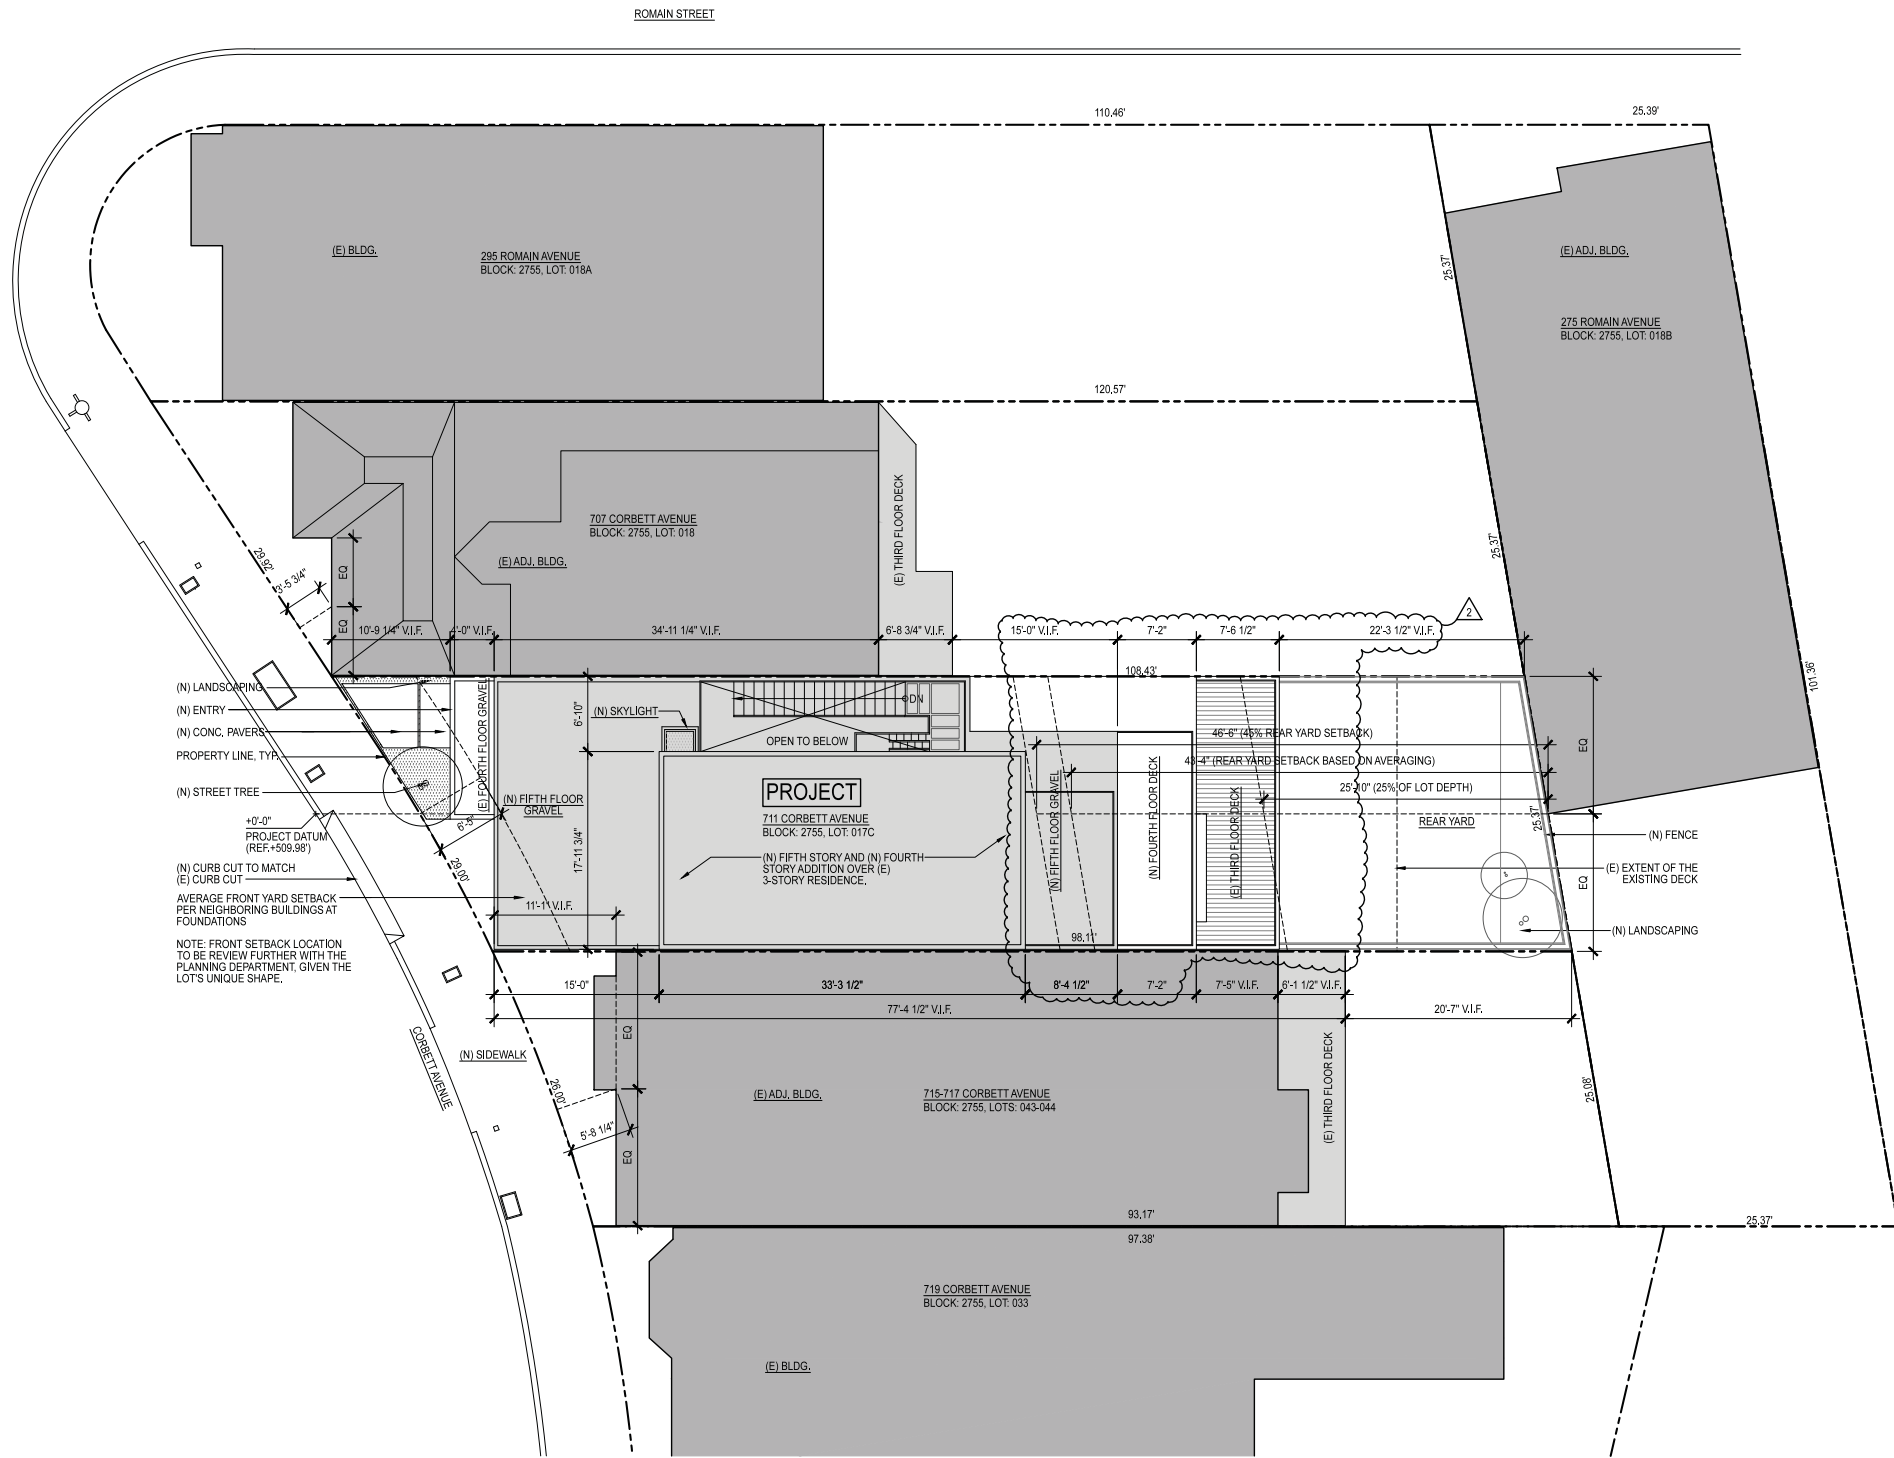 ROMAIN STREET
110.46'
25.39'
(E) BLDG.
295 ROMAIN AVENUE
BLOCK: 2755, LOT: 018A
(E) ADJ. BLDG.
25.37'
275 ROMAIN AVENUE
BLOCK: 2755, LOT: 018B
120.57'
(E) THIRD FLOOR DECK
707 CORBETT AVENUE
BLOCK: 2755, LOT: 018
(E) ADJ. BLDG.
25.37'
29.92'
3'-5 3/4"
EQ
EQ
2
10'-9 1/4" V.I.F.
4'-0" V.I.F.
34'-11 1/4" V.I.F.
6'-8 3/4" V.I.F.
15'-0" V.I.F.
7'-2"
7'-6 1/2"
22'-3 1/2" V.I.F.
108.43'
101.36'
(N) LANDSCAPING
(N) ENTRY
(N) CONC. PAVERS
PROPERTY LINE, TYP.
(N) STREET TREE
+0'-0"
PROJECT DATUM
(REF.+509.98')
(N) CURB CUT TO MATCH
(E) CURB CUT
AVERAGE FRONT YARD SETBACK
PER NEIGHBORING BUILDINGS AT
FOUNDATIONS
NOTE: FRONT SETBACK LOCATION
TO BE REVIEW FURTHER WITH THE
PLANNING DEPARTMENT, GIVEN THE
LOT'S UNIQUE SHAPE.
(E) FOURTH FLOOR GRAVEL
6'-5"
29.00'
(N) FIFTH FLOOR
GRAVEL
6'-10"
17'-11 3/4"
11'-1" V.I.F.
(N) SKYLIGHT
DN
OPEN TO BELOW
PROJECT
711 CORBETT AVENUE
BLOCK: 2755, LOT: 017C
(N) FIFTH STORY AND (N) FOURTH
STORY ADDITION OVER (E)
3-STORY RESIDENCE.
(N) FIFTH FLOOR GRAVEL
(N) FOURTH FLOOR DECK
(E) THIRD FLOOR DECK
46'-6" (45% REAR YARD SETBACK)
43'-4" (REAR YARD SETBACK BASED ON AVERAGING)
25'-10" (25% OF LOT DEPTH)
REAR YARD
25.37'
EQ
EQ
(N) FENCE
(E) EXTENT OF THE
EXISTING DECK
(N) LANDSCAPING
98.11'
15'-0"
33'-3 1/2"
8'-4 1/2"
7'-2"
7'-5" V.I.F.
6'-1 1/2" V.I.F.
77'-4 1/2" V.I.F.
20'-7" V.I.F.
CORBETT AVENUE
(N) SIDEWALK
26.00'
5'-8 1/4"
EQ
EQ
(E) ADJ. BLDG.
715-717 CORBETT AVENUE
BLOCK: 2755, LOTS: 043-044
(E) THIRD FLOOR DECK
25.08'
93.17'
97.38'
25.37'
719 CORBETT AVENUE
BLOCK: 2755, LOT: 033
(E) BLDG.